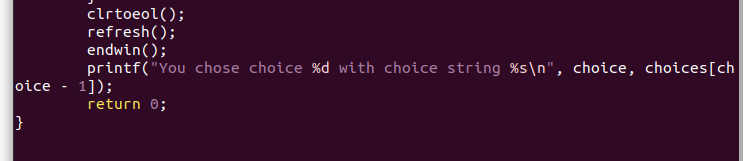 }
        clrtoeol();
        refresh();
        endwin();
        printf("You chose choice %d with choice string %s\n", choice, choices[ch
oice - 1]);
        return 0;
}